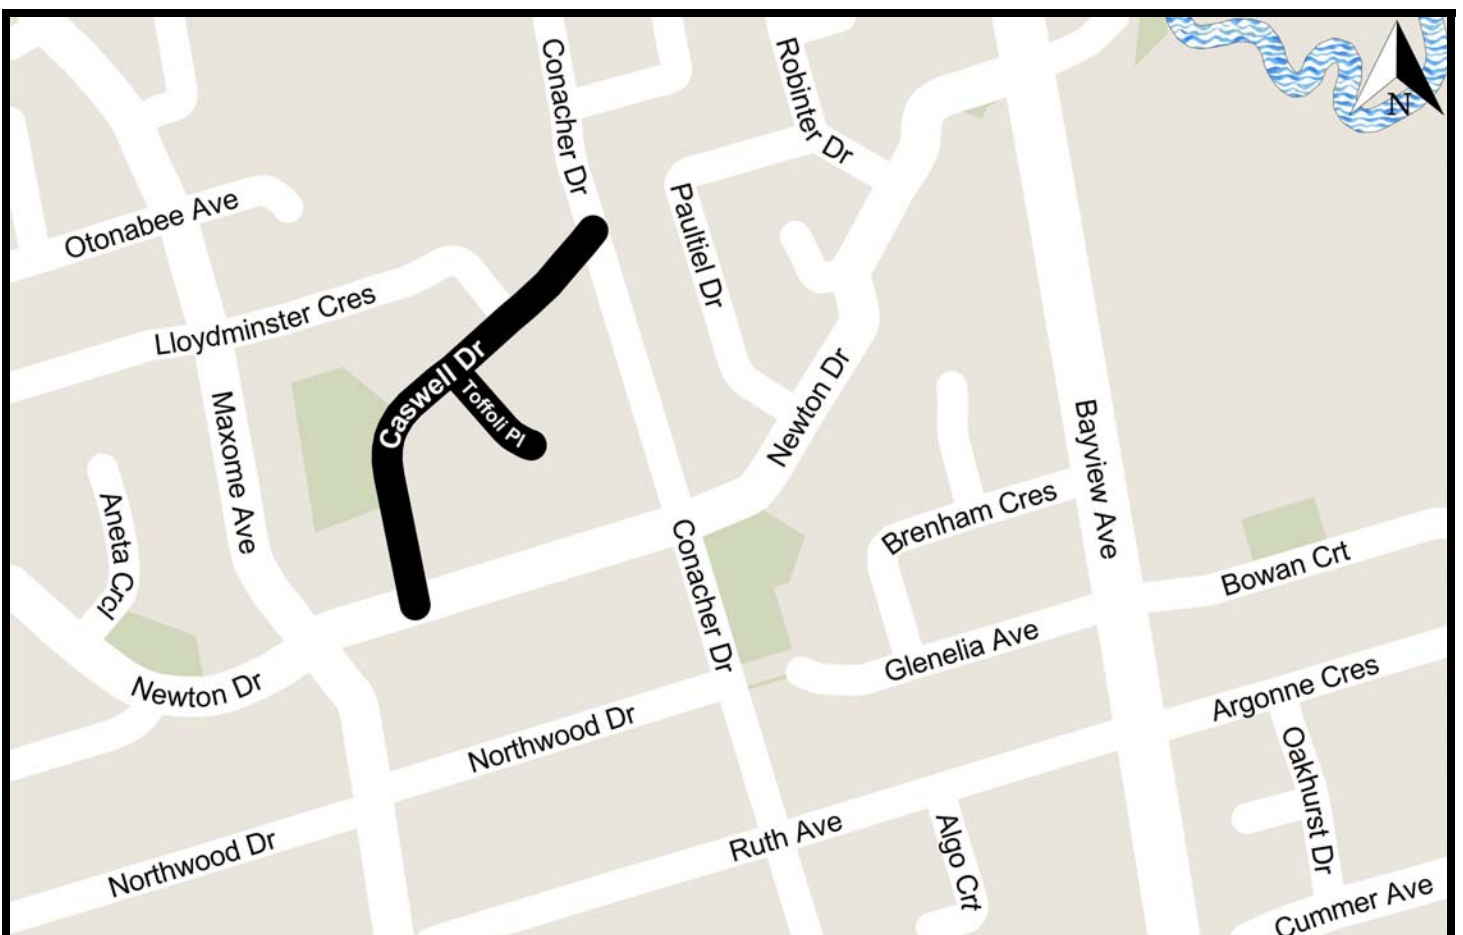 Conacher Dr
Robinter Dr
N
Otonabee Ave
Paultiel Dr
Lloydminster Cres
Caswell Dr
Toffoli Pl
Newton Dr
Maxome Ave
Bayview Ave
Aneta Crcl
Brenham Cres
Conacher Dr
Bowan Crt
Glenelia Ave
Newton Dr
Argonne Cres
Northwood Dr
Oakhurst Dr
Ruth Ave
Algo Crt
Northwood Dr
Cummer Ave